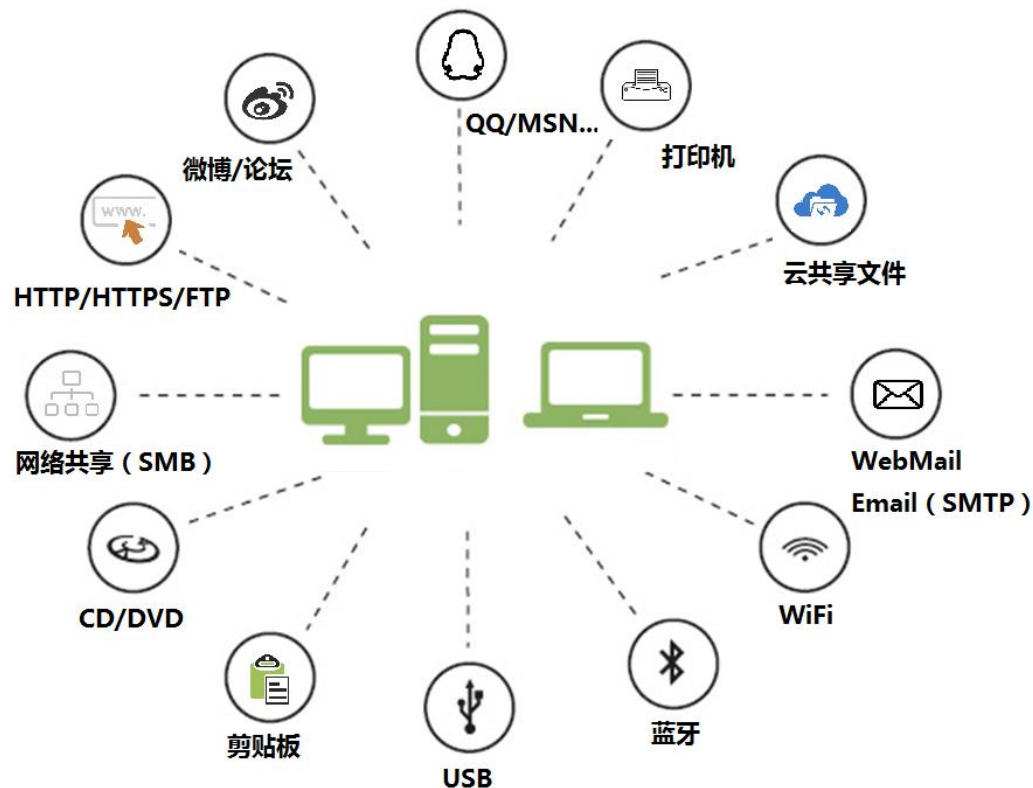 QQ/MSN...
打印机
微博/论坛
云共享文件
www.
HTTP/HTTPS/FTP
网络共享（SMB）
WebMail
Email（SMTP）
CD/DVD
WiFi
剪贴板
蓝牙
USB